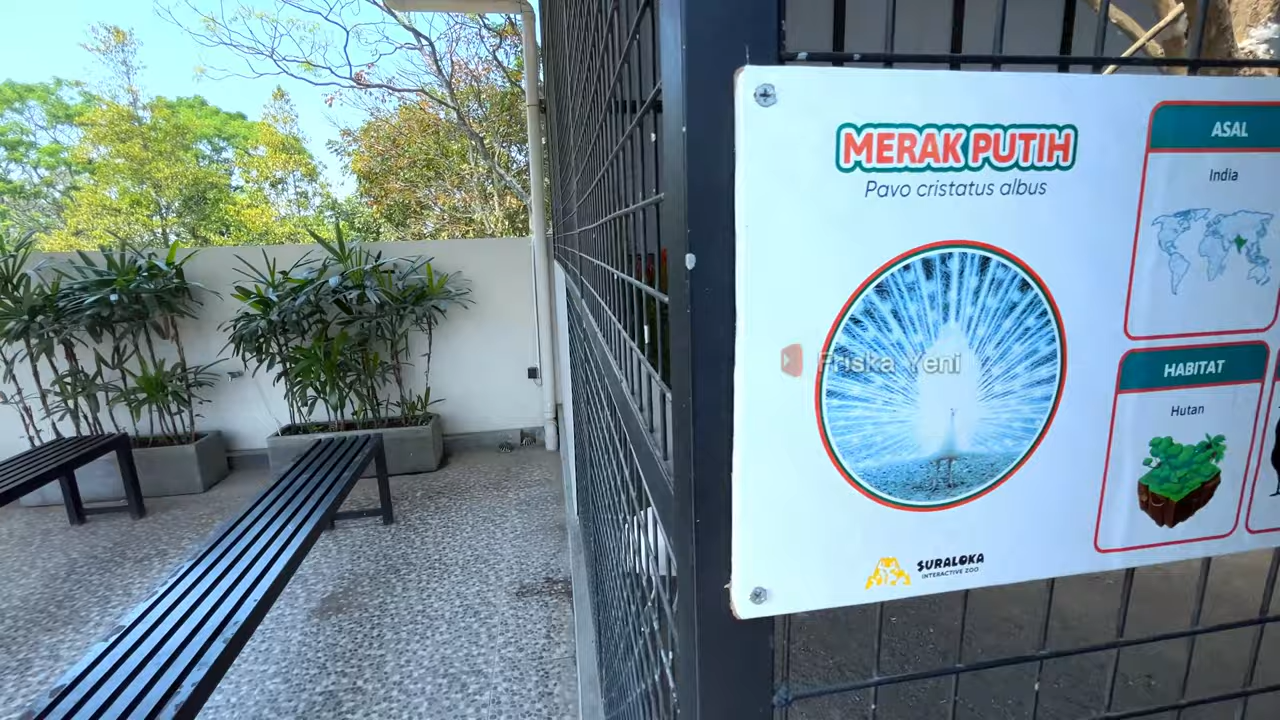 MERAK PUTIH
Pavo cristatus albus
ASAL
India
HABITAT
Hutan
Friska Yeni
SURALOKA
INTERACTIVE ZOO